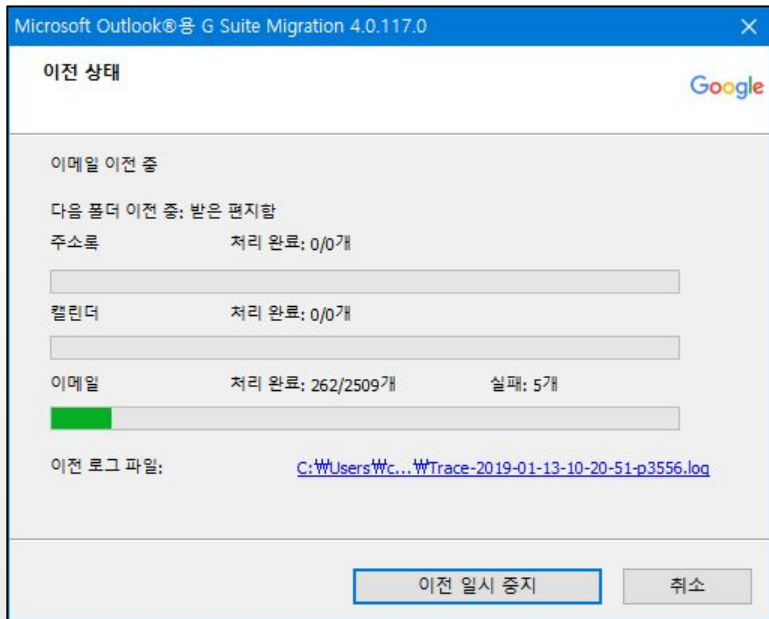 Microsoft Outlook®용 G Suite Migration 4.0.117.0
이전 상태
Google
이메일 이전 중
다음 폴더 이전 중: 받은 편지함
주소록 처리 완료: 0/0개
캘린더 처리 완료: 0/0개
이메일 처리 완료: 262/2509개 실패: 5개
이전 로그 파일: C:₩Users₩c...₩Trace-2019-01-13-10-20-51-p3556.log
이전 일시 중지 취소